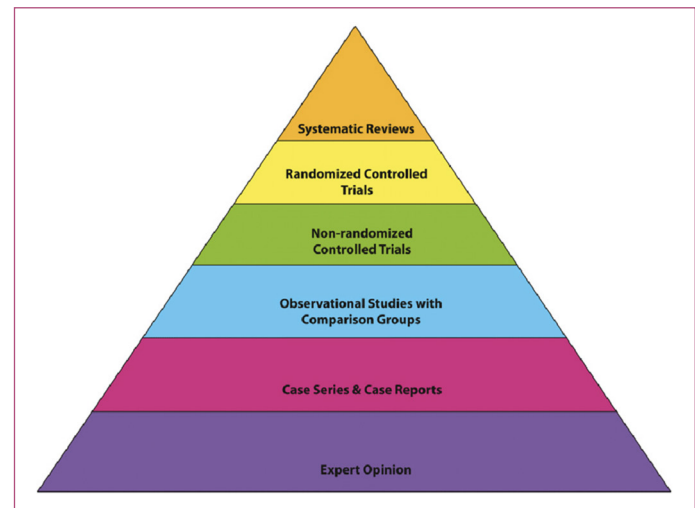 Systematic Reviews
Randomized Controlled
Trials
Non-randomized
Controlled Trials
Observational Studies with
Comparison Groups
Case Series & Case Reports
Expert Opinion